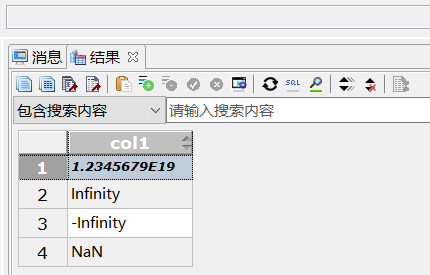 消息 结果
包含搜索内容 请输入搜索内容
col1
1 1.2345679E19
2 Infinity
3 -Infinity
4 NaN